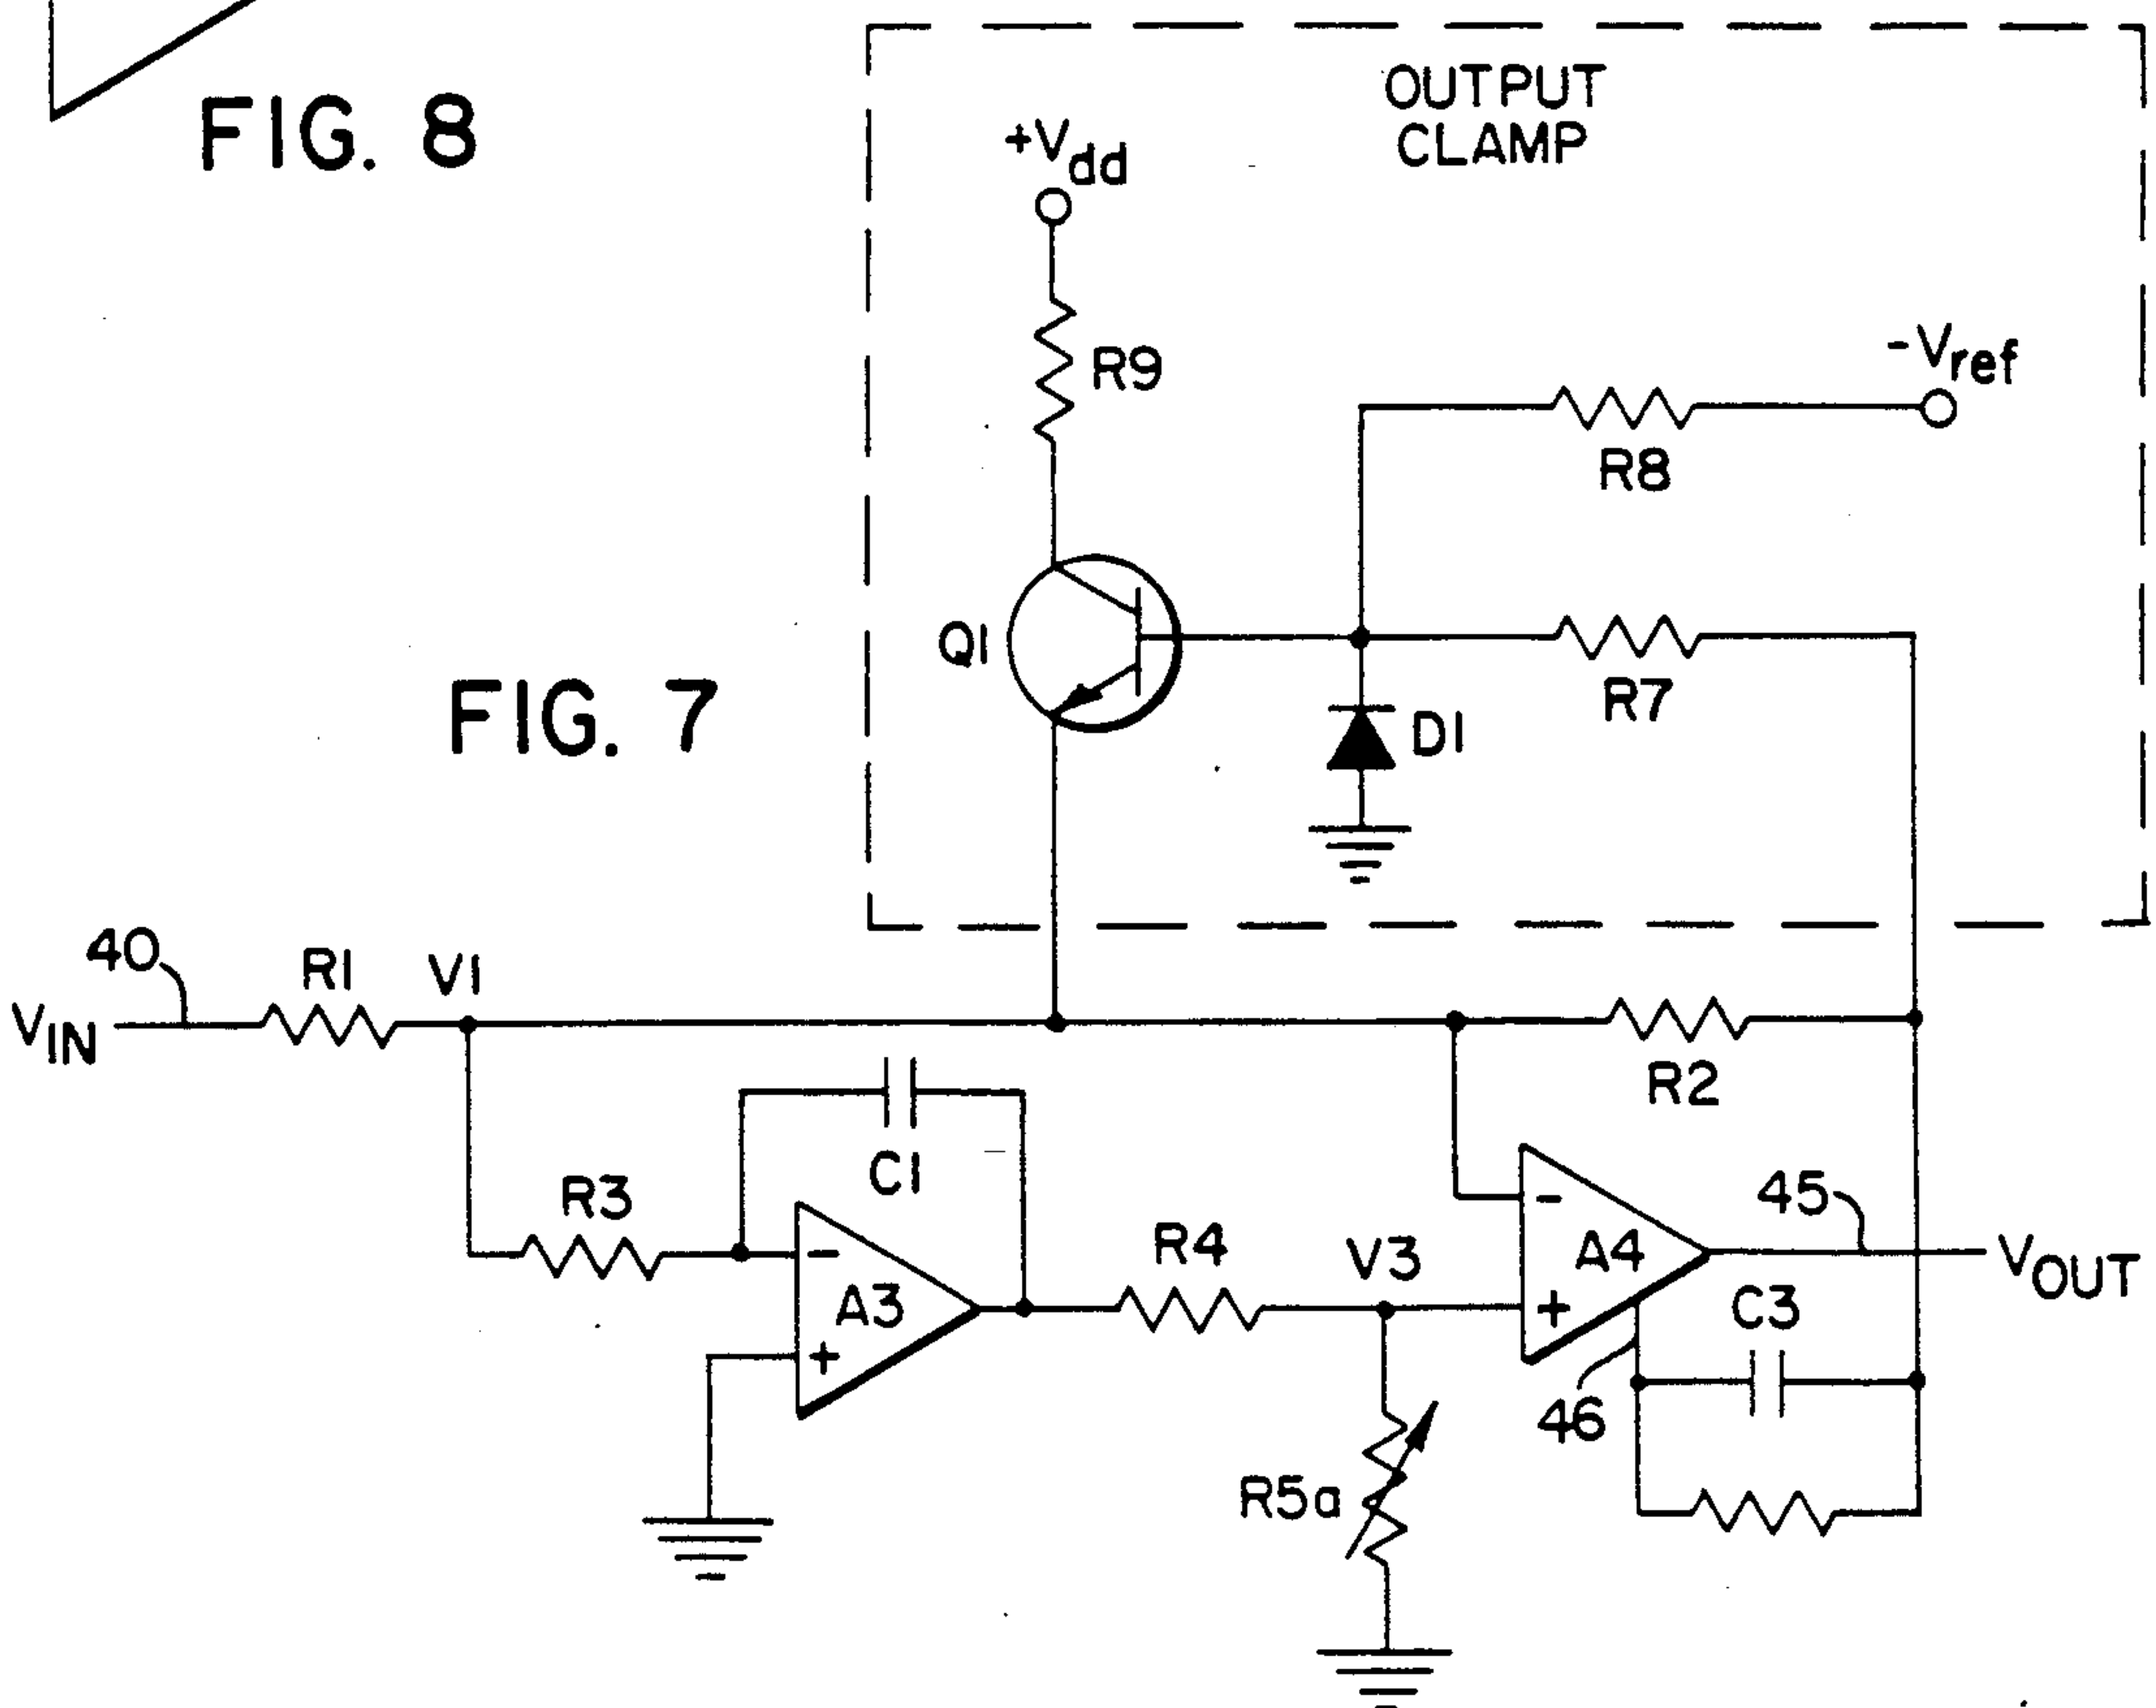 FIG. 8
OUTPUT
CLAMP
+Vdd
R9
-Vref
R8
Q1
R7
FIG. 7
D1
40
R1
V1
VIN
R2
C1
R3
45
R4
V3
A4
VOUT
A3
C3
46
R5a
-
+
-
+